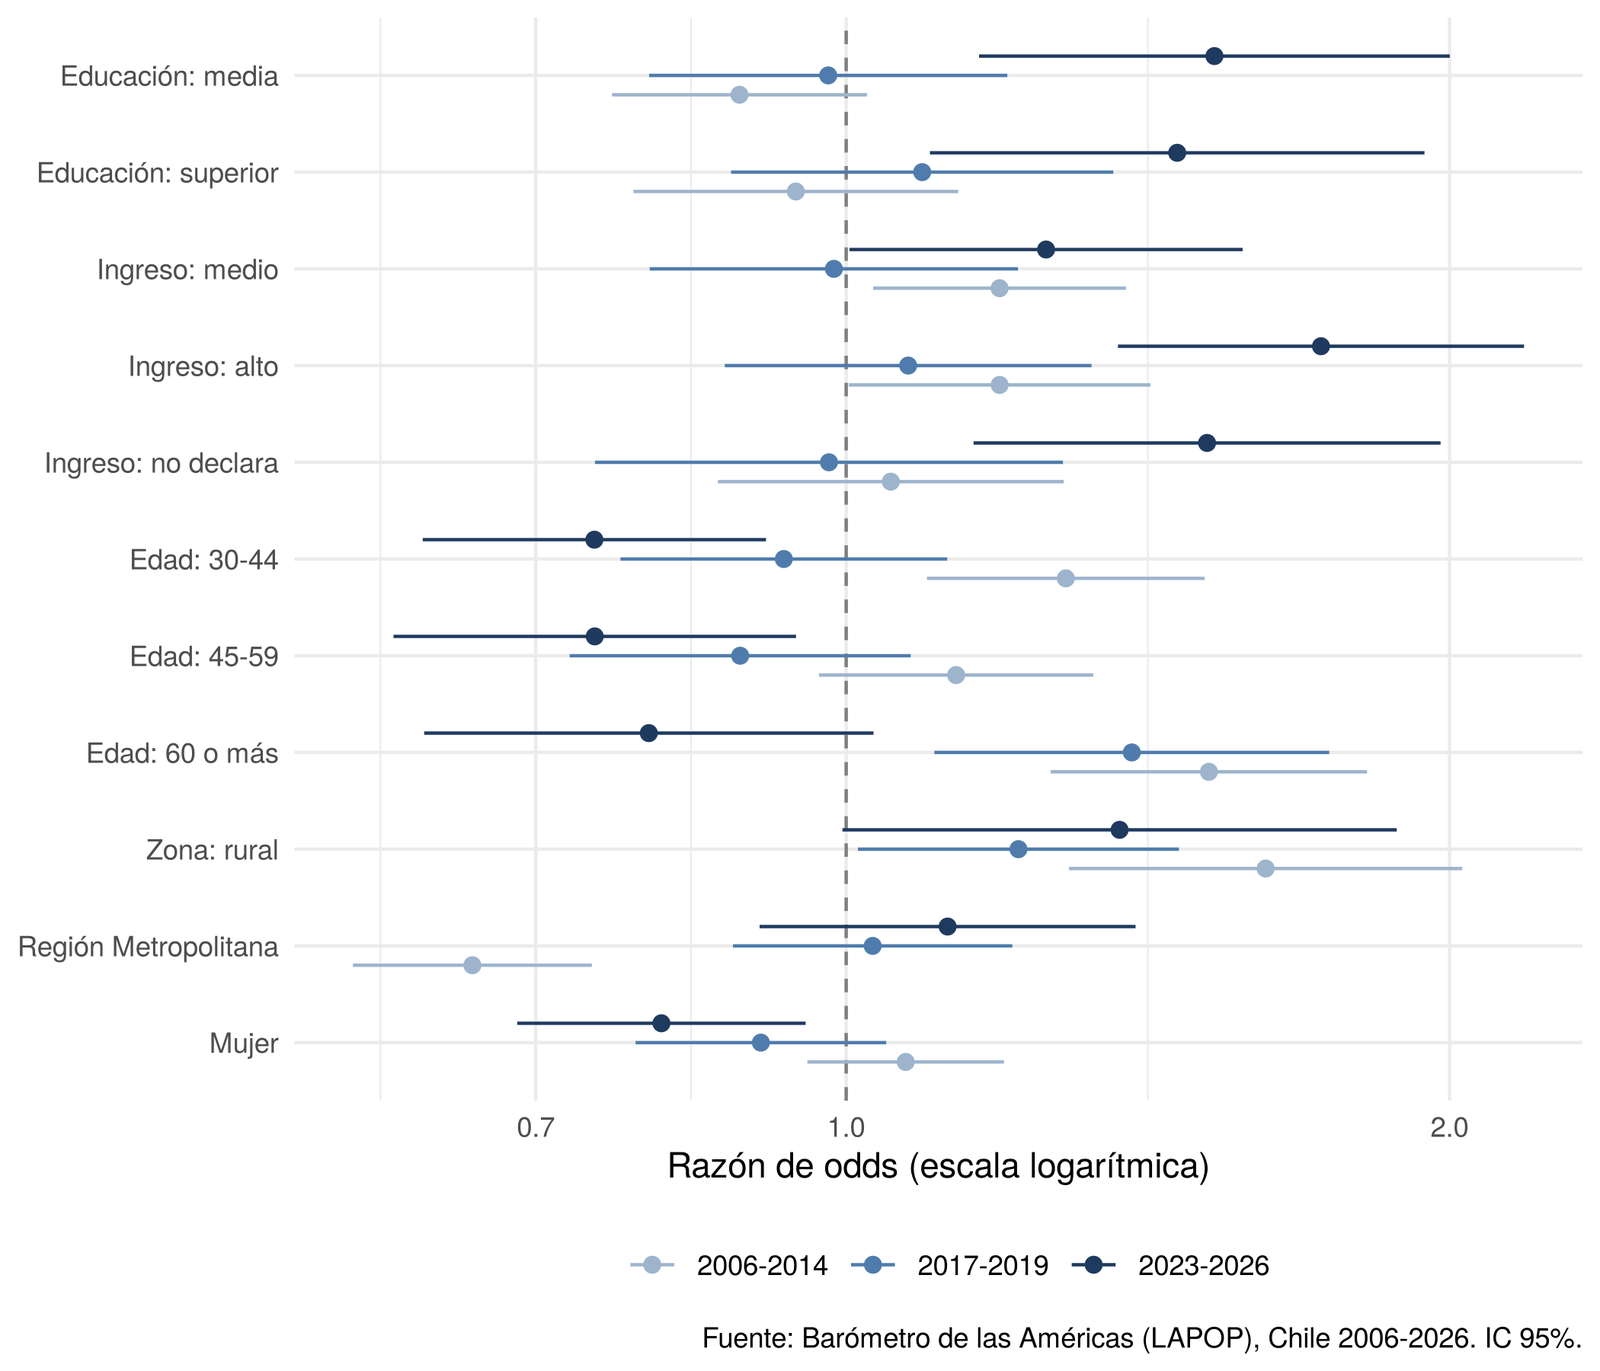 Educación: media
Educación: superior
Ingreso: medio
Ingreso: alto
Ingreso: no declara
Edad: 30-44
Edad: 45-59
Edad: 60 o más
Zona: rural
Región Metropolitana
Mujer
0.7 1.0 2.0
Razón de odds (escala logarítmica)
2006-2014 2017-2019 2023-2026
Fuente: Barómetro de las Américas (LAPOP), Chile 2006-2026. IC 95%.